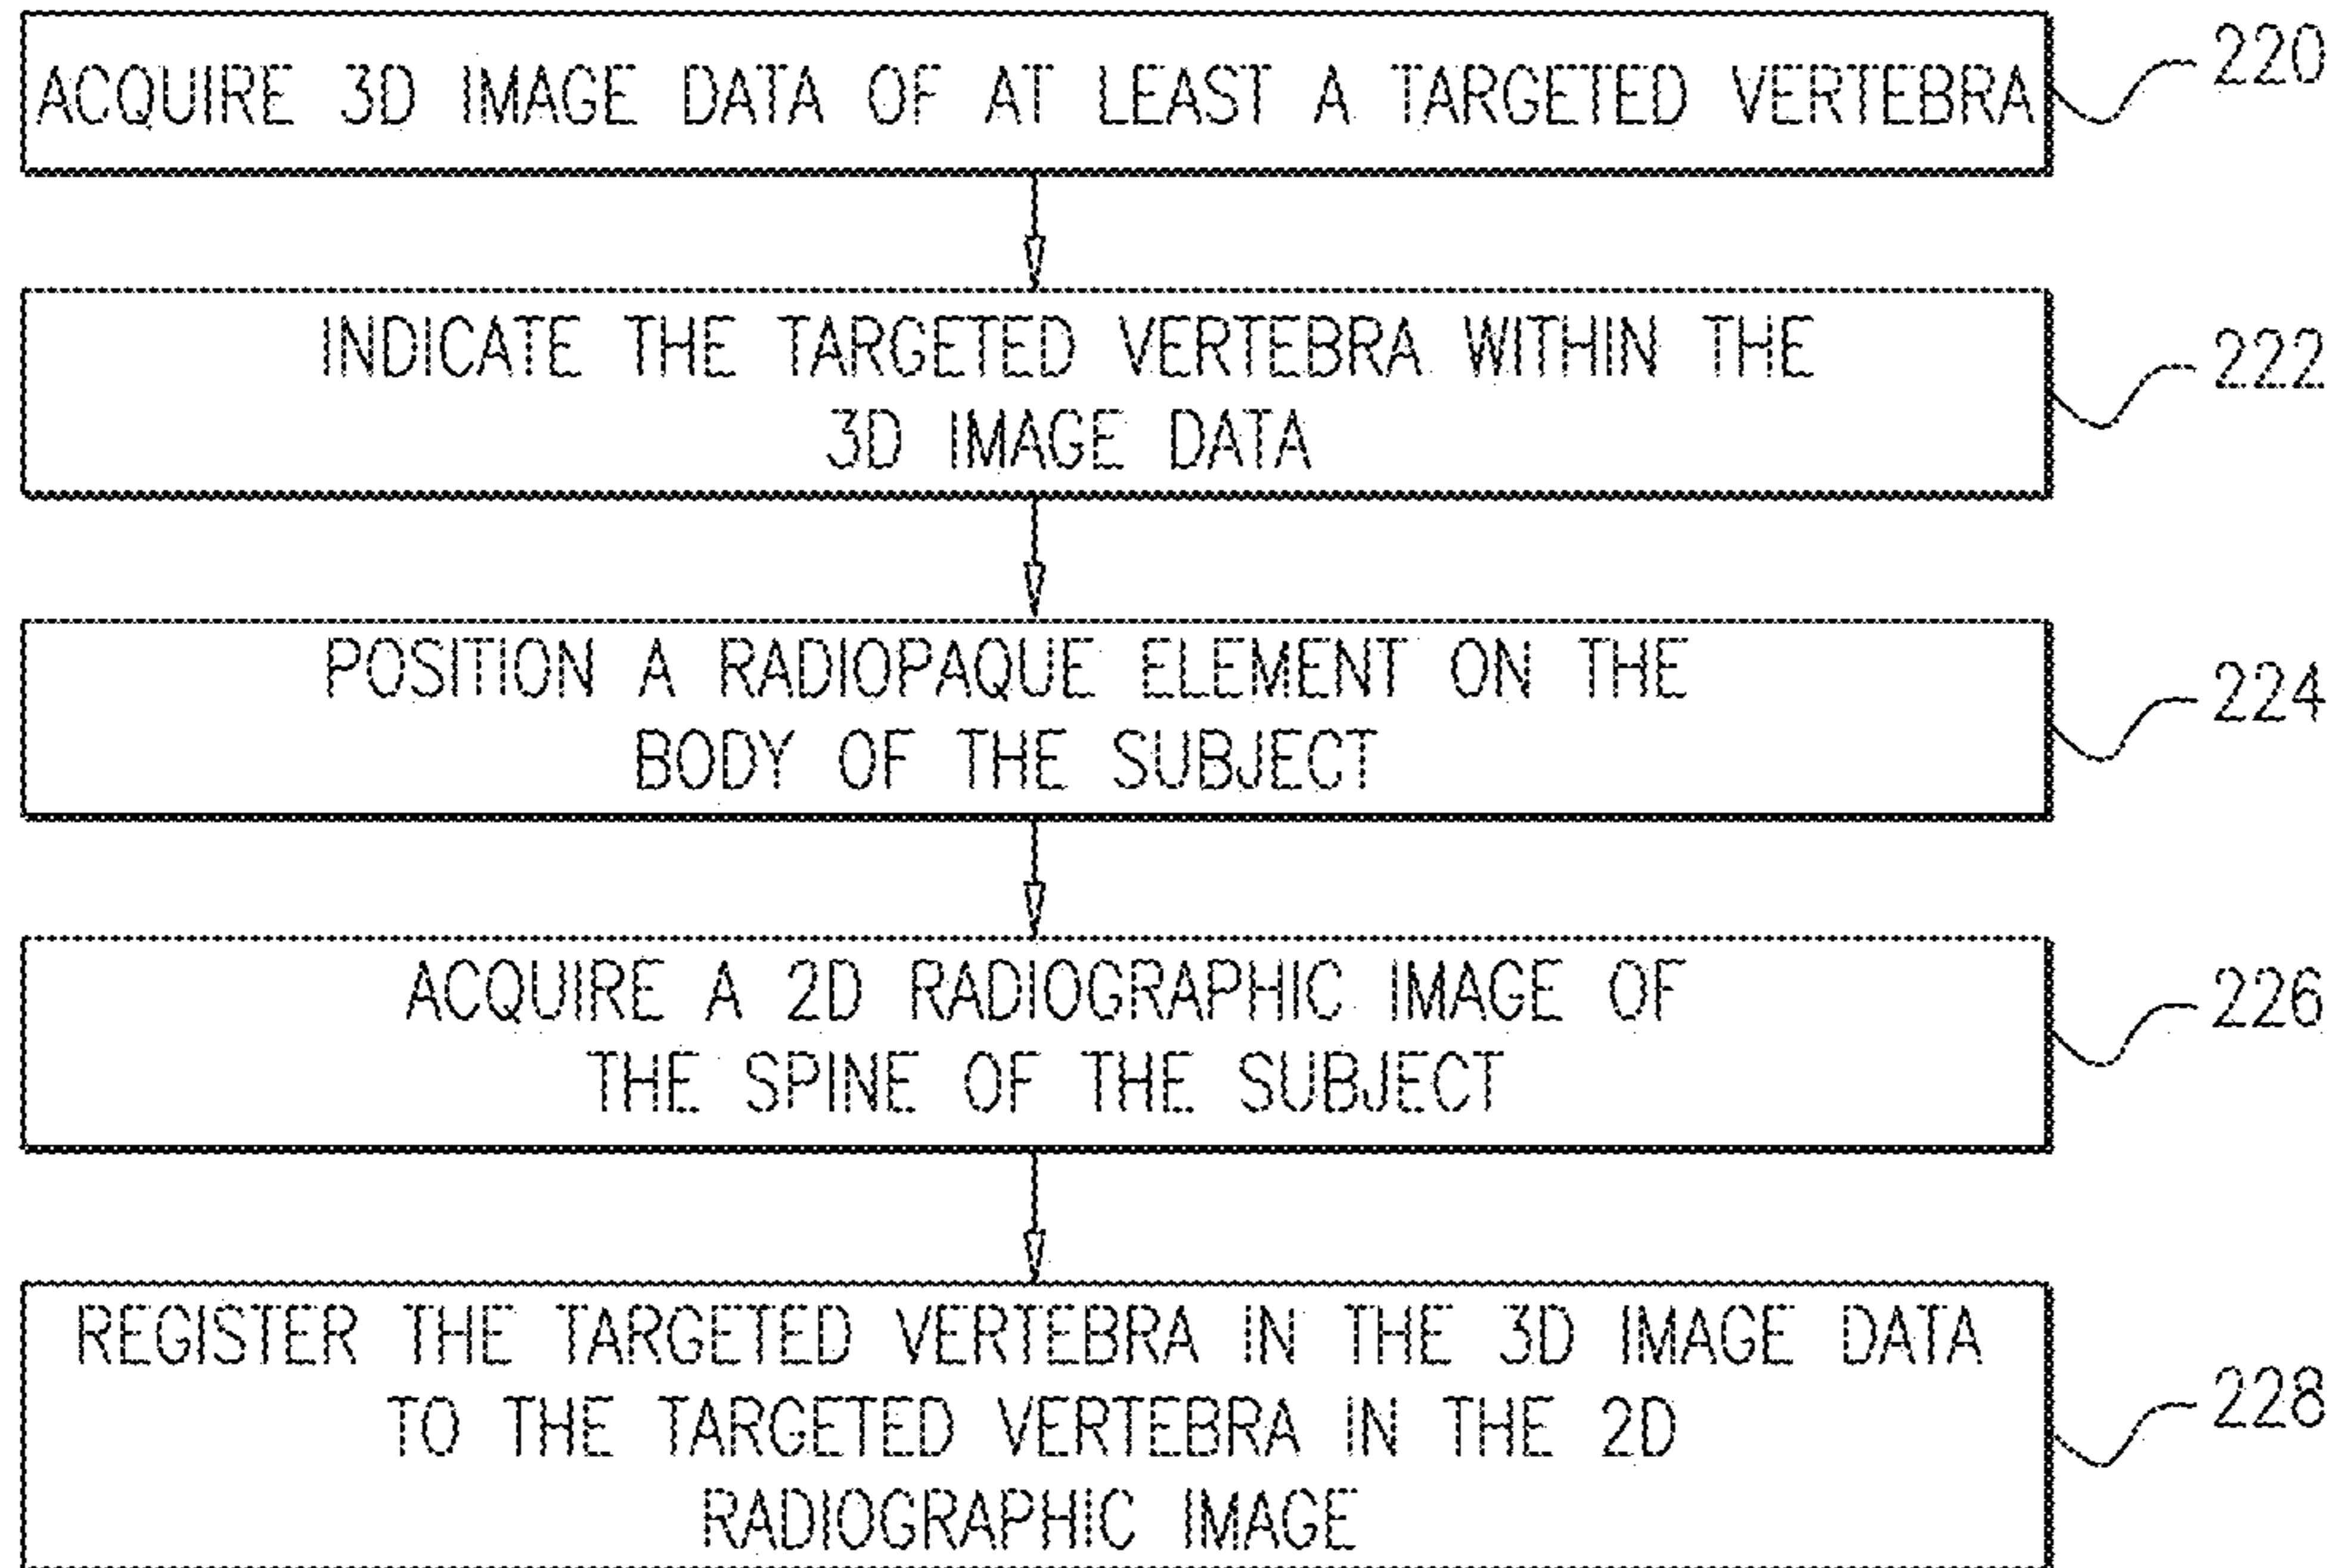 ACQUIRE 3D IMAGE DATA OF AT LEAST A TARGETED VERTEBRA
220
INDICATE THE TARGETED VERTEBRA WITHIN THE
3D IMAGE DATA
222
POSITION A RADIOPAQUE ELEMENT ON THE
BODY OF THE SUBJECT
224
ACQUIRE A 2D RADIOGRAPHIC IMAGE OF
THE SPINE OF THE SUBJECT
226
REGISTER THE TARGETED VERTEBRA IN THE 3D IMAGE DATA
TO THE TARGETED VERTEBRA IN THE 2D
RADIOGRAPHIC IMAGE
228